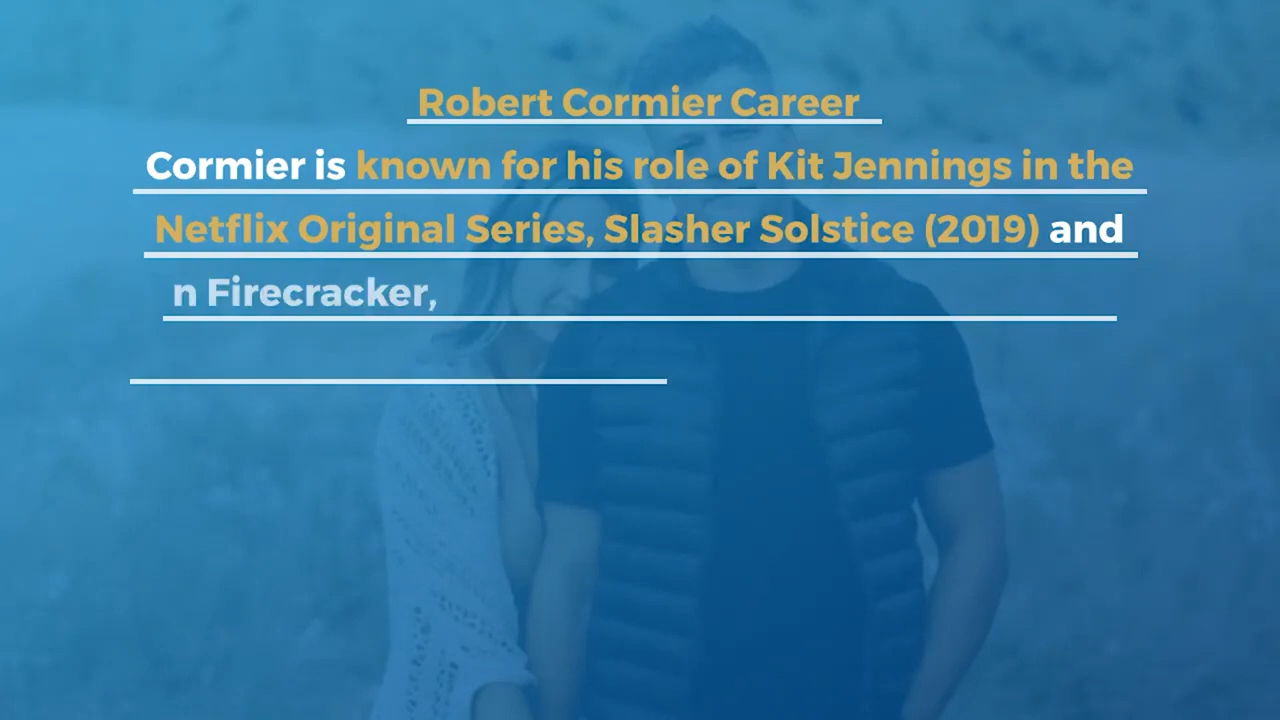 Robert Cormier Career
Cormier is known for his role of Kit Jennings in the
Netflix Original Series, Slasher Solstice (2019) and
n Firecracker,